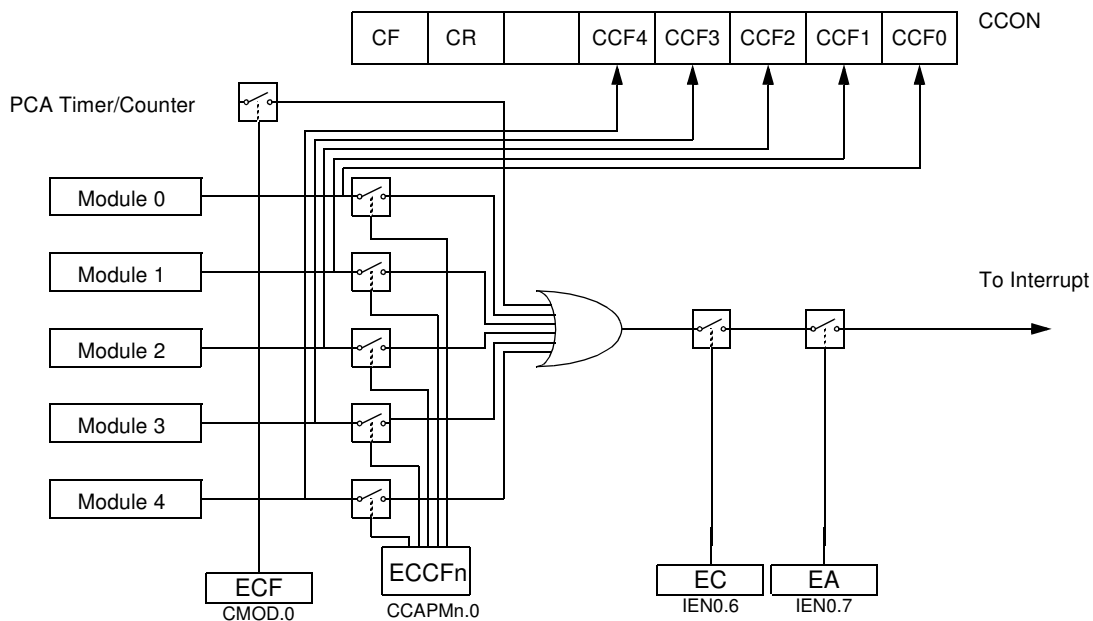 CF CR CCF4 CCF3 CCF2 CCF1 CCF0 CCON
PCA Timer/Counter
Module 0
Module 1
To Interrupt
Module 2
Module 3
Module 4
ECCFn
ECF
EC
EA
CMOD.0
CCAPMn.0
IEN0.6
IEN0.7